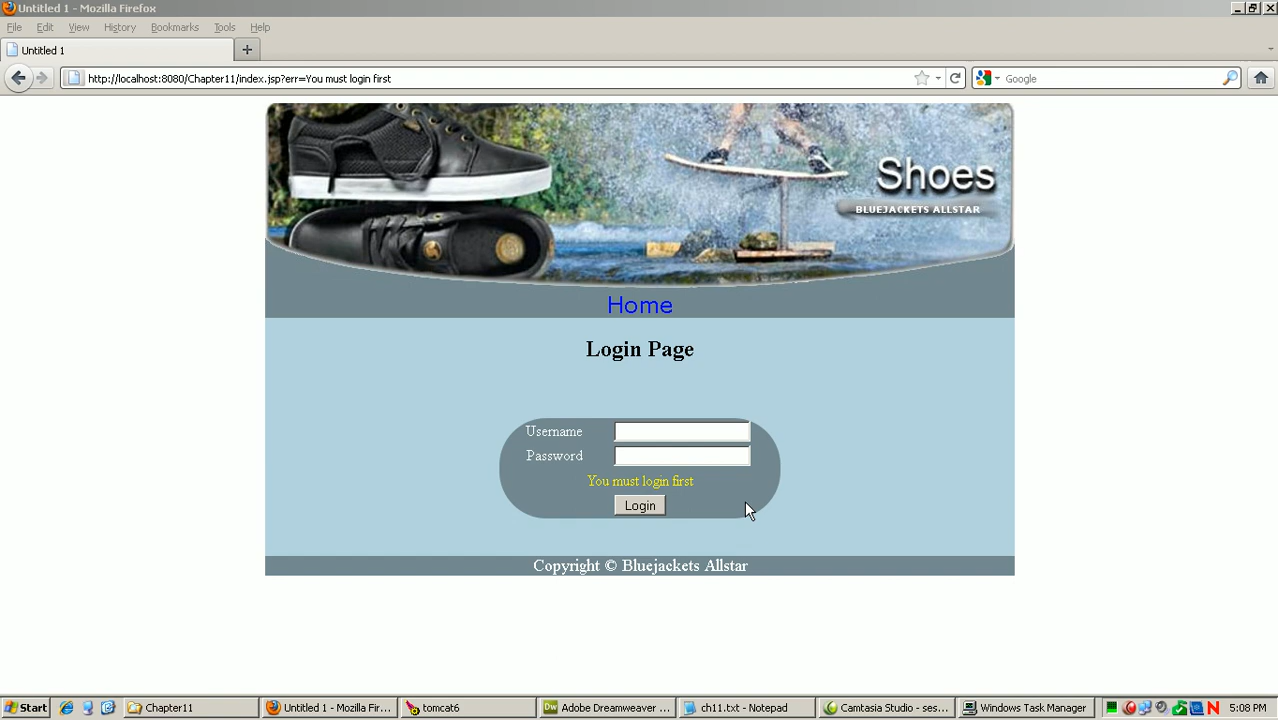 Untitled 1 - Mozilla Firefox
File Edit View History Bookmarks Tools Help
Untitled 1
http://localhost:8080/Chapter11/index.jsp?err=You must login first
Google
Shoes
BLUEJACKETS ALLSTAR
Home
Login Page
Username
Password
You must login first
Login
Copyright © Bluejackets Allstar
Start Chapter11 Untitled 1 - Mozilla Fir... tomcat6 Adobe Dreamweaver ... ch11.txt - Notepad Camtasia Studio - ses... Windows Task Manager 5:08 PM